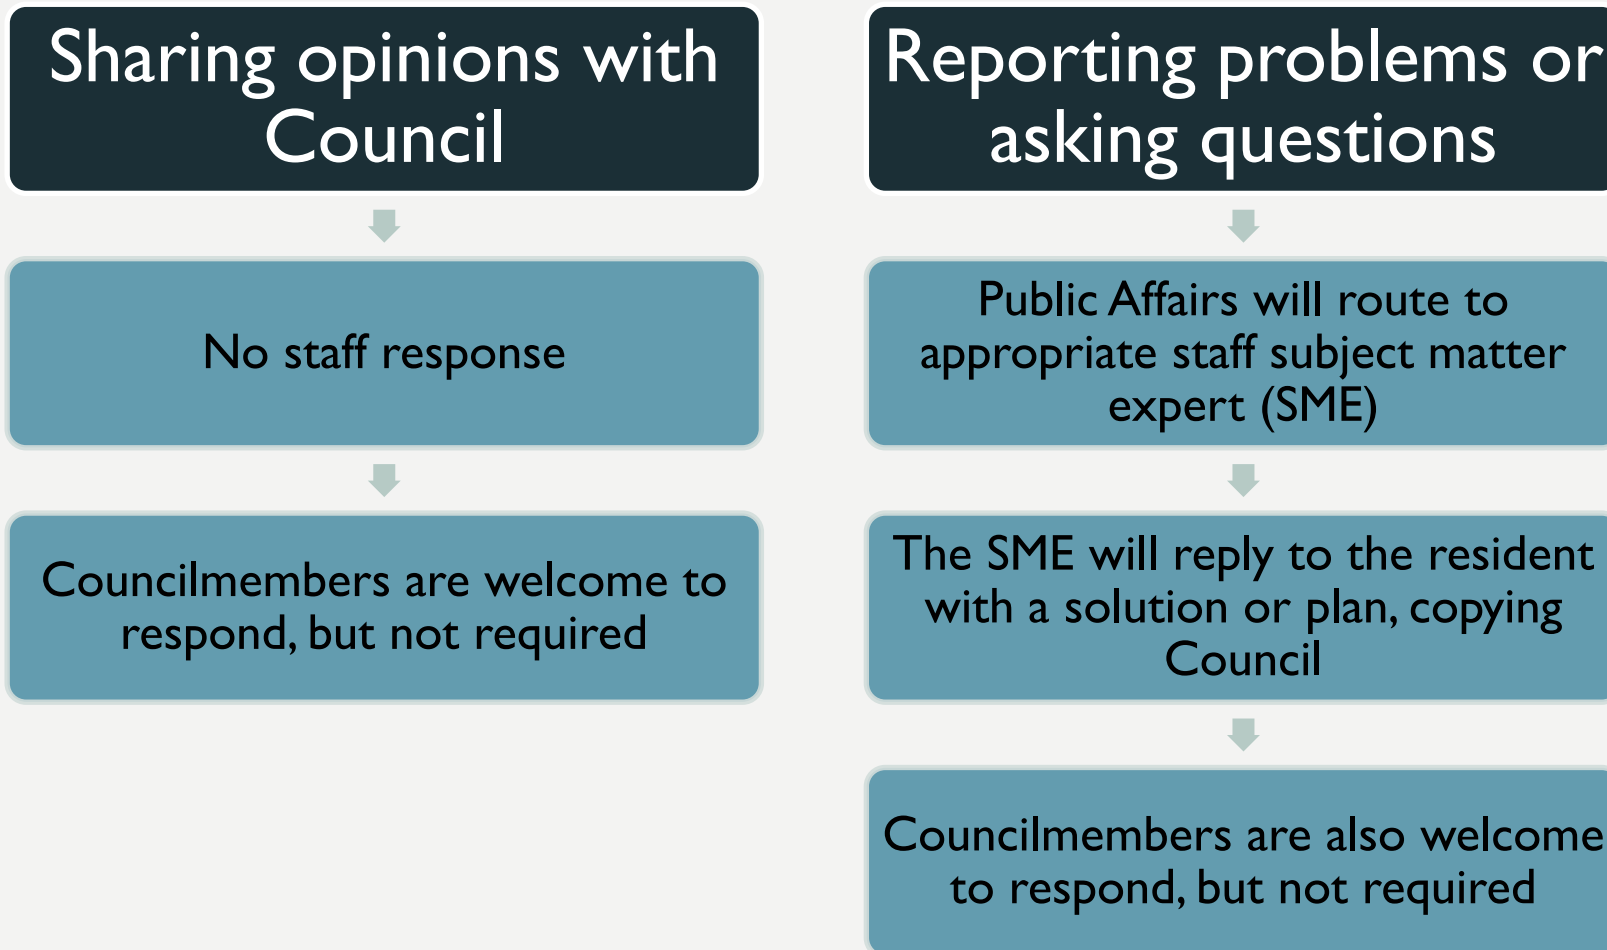 Sharing opinions with
Council
No staff response
Councilmembers are welcome to
respond, but not required
Reporting problems or
asking questions
Public Affairs will route to
appropriate staff subject matter
expert (SME)
The SME will reply to the resident
with a solution or plan, copying
Council
Councilmembers are also welcome
to respond, but not required